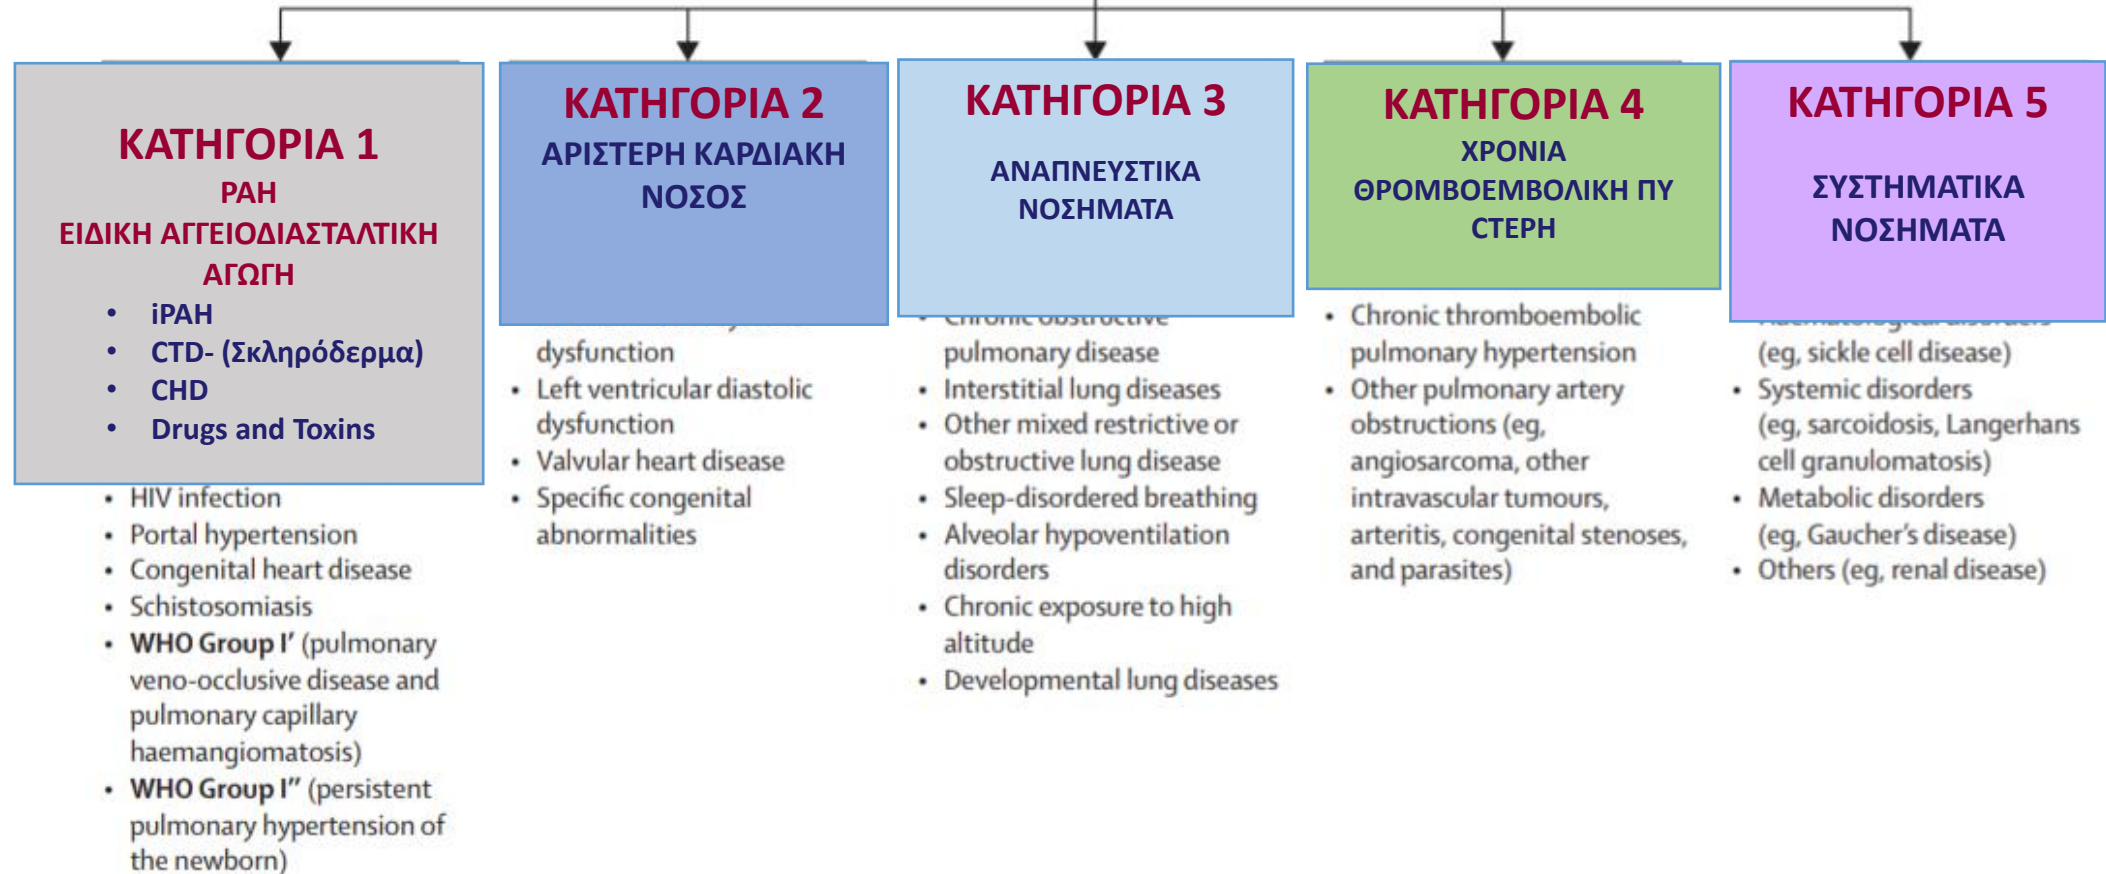 ΚΑΤΗΓΟΡΙΑ 1
PAH
ΕΙΔΙΚΗ ΑΓΓΕΙΟΔΙΑΣΤΑΛΤΙΚΗ
ΑΓΩΓΗ
• iPAH
• CTD- (Σκληρόδερμα)
• CHD
• Drugs and Toxins
• HIV infection
• Portal hypertension
• Congenital heart disease
• Schistosomiasis
• WHO Group I' (pulmonary
veno-occlusive disease and
pulmonary capillary
haemangiomatosis)
• WHO Group I" (persistent
pulmonary hypertension of
the newborn)
ΚΑΤΗΓΟΡΙΑ 2
ΑΡΙΣΤΕΡΗ ΚΑΡΔΙΑΚΗ
ΝΟΣΟΣ
dysfunction
• Left ventricular diastolic
dysfunction
• Valvular heart disease
• Specific congenital
abnormalities
ΚΑΤΗΓΟΡΙΑ 3
ΑΝΑΠΝΕΥΣΤΙΚΑ
ΝΟΣΗΜΑΤΑ
• Chronic obstructive
pulmonary disease
• Interstitial lung diseases
• Other mixed restrictive or
obstructive lung disease
• Sleep-disordered breathing
• Alveolar hypoventilation
disorders
• Chronic exposure to high
altitude
• Developmental lung diseases
ΚΑΤΗΓΟΡΙΑ 4
ΧΡΟΝΙΑ
ΘΡΟΜΒΟΕΜΒΟΛΙΚΗ ΠΥ
CTEPH
• Chronic thromboembolic
pulmonary hypertension
• Other pulmonary artery
obstructions (eg,
angiosarcoma, other
intravascular tumours,
arteritis, congenital stenoses,
and parasites)
ΚΑΤΗΓΟΡΙΑ 5
ΣΥΣΤΗΜΑΤΙΚΑ
ΝΟΣΗΜΑΤΑ
• Haematological disorders
(eg, sickle cell disease)
• Systemic disorders
(eg, sarcoidosis, Langerhans
cell granulomatosis)
• Metabolic disorders
(eg, Gaucher's disease)
• Others (eg, renal disease)